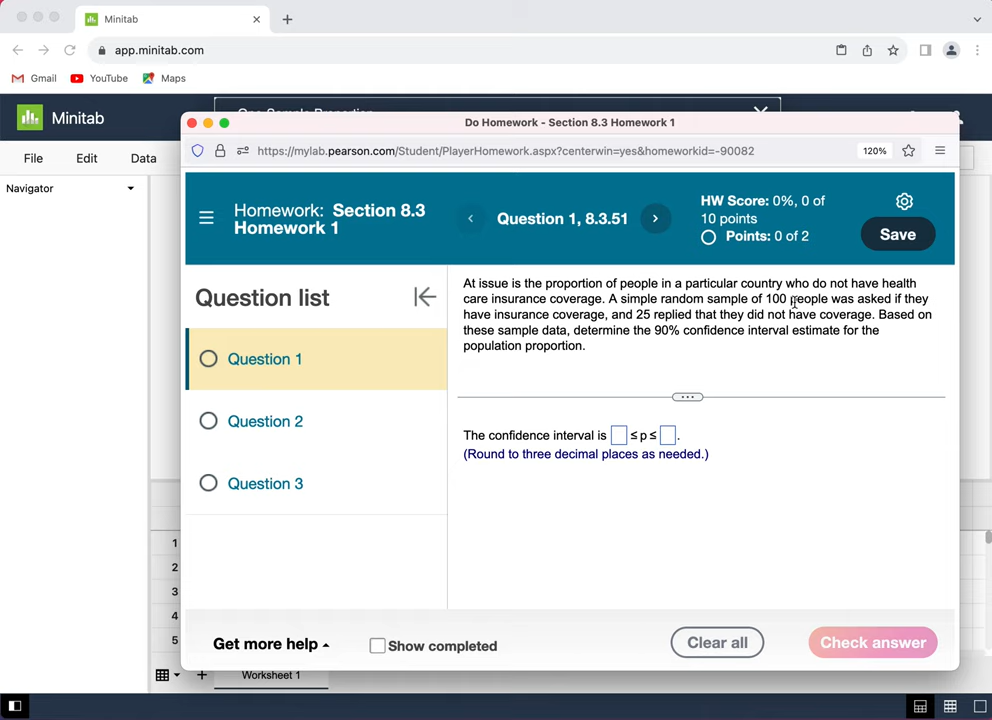 Minitab
app.minitab.com
Gmail YouTube Maps
Minitab
File Edit Data
Navigator
Do Homework - Section 8.3 Homework 1
https://mylab.pearson.com/Student/PlayerHomework.aspx?centerwin=yes&homeworkid=-90082 120%
Homework: Section 8.3
Homework 1
Question 1, 8.3.51
HW Score: 0%, 0 of
10 points
Points: 0 of 2
Save
Question list
Question 1
Question 2
Question 3
At issue is the proportion of people in a particular country who do not have health
care insurance coverage. A simple random sample of 100 people was asked if they
have insurance coverage, and 25 replied that they did not have coverage. Based on
these sample data, determine the 90% confidence interval estimate for the
population proportion.
The confidence interval is ≤ p ≤ .
(Round to three decimal places as needed.)
1
2
3
4
5
Get more help
Show completed
Clear all
Check answer
+ Worksheet 1